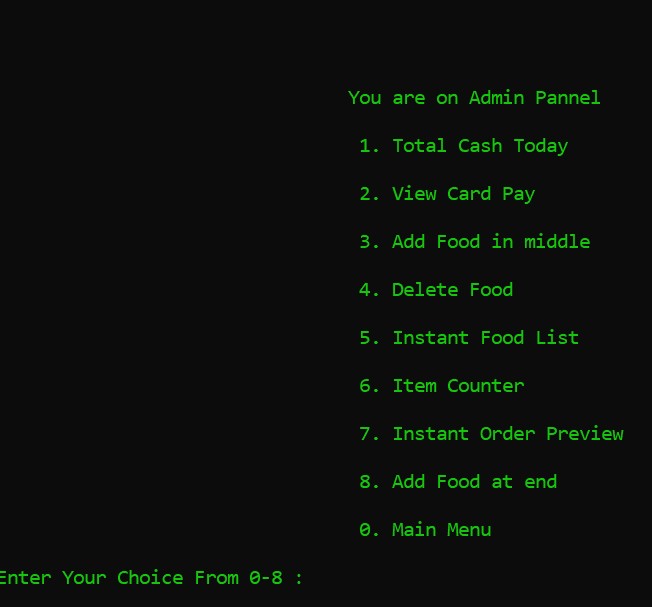 You are on Admin Pannel
1. Total Cash Today
2. View Card Pay
3. Add Food in middle
4. Delete Food
5. Instant Food List
6. Item Counter
7. Instant Order Preview
8. Add Food at end
0. Main Menu
Enter Your Choice From 0-8 :